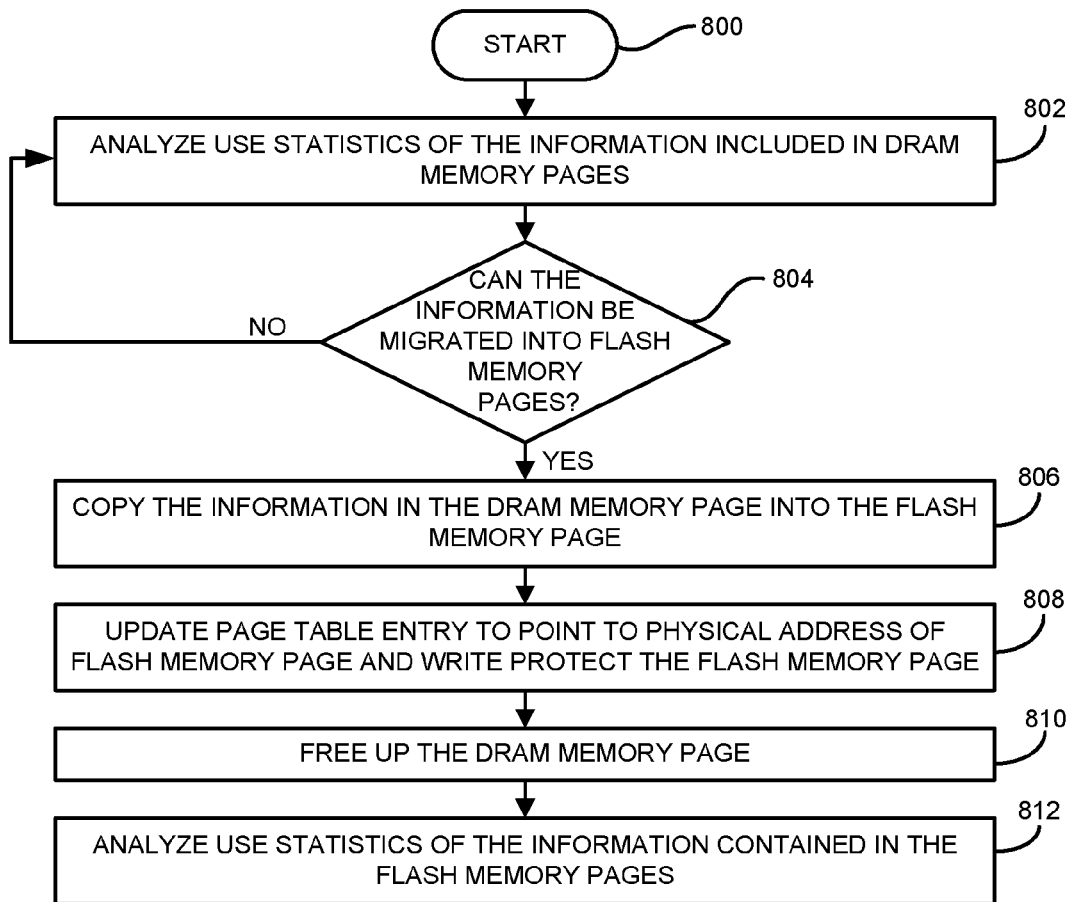 START
800
802
ANALYZE USE STATISTICS OF THE INFORMATION INCLUDED IN DRAM
MEMORY PAGES
CAN THE
INFORMATION BE
MIGRATED INTO FLASH
MEMORY
PAGES?
804
NO
YES
806
COPY THE INFORMATION IN THE DRAM MEMORY PAGE INTO THE FLASH
MEMORY PAGE
808
UPDATE PAGE TABLE ENTRY TO POINT TO PHYSICAL ADDRESS OF
FLASH MEMORY PAGE AND WRITE PROTECT THE FLASH MEMORY PAGE
810
FREE UP THE DRAM MEMORY PAGE
812
ANALYZE USE STATISTICS OF THE INFORMATION CONTAINED IN THE
FLASH MEMORY PAGES